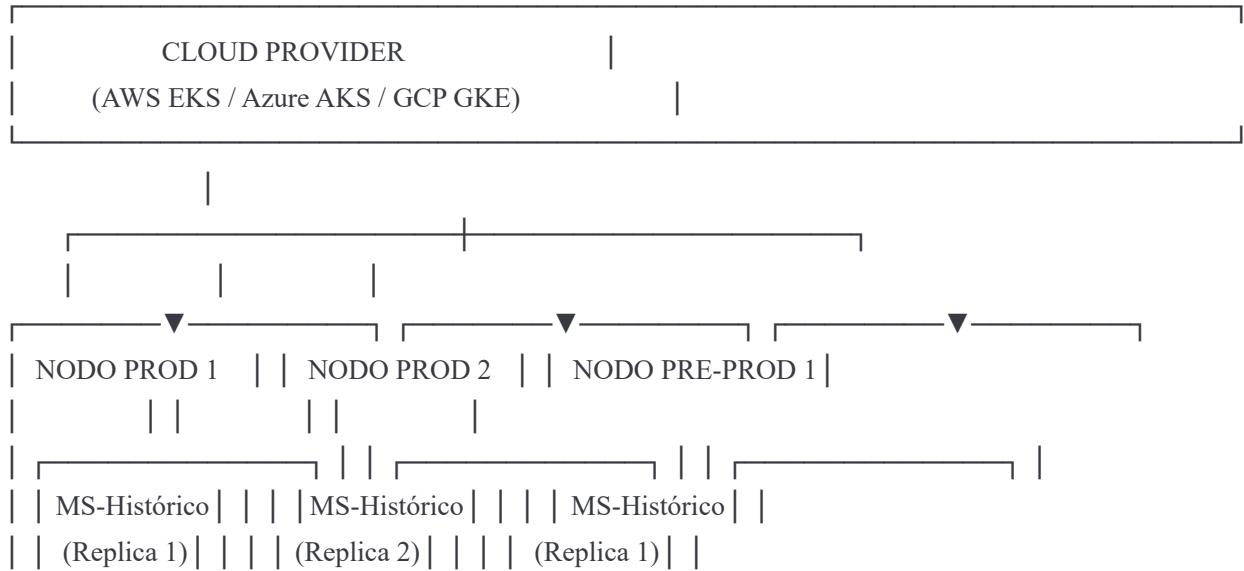 CLOUD PROVIDER
(AWS EKS / Azure AKS / GCP GKE)
NODO PROD 1 NODO PROD 2 NODO PRE-PROD 1
MS-Histórico MS-Histórico MS-Histórico
(Replica 1) (Replica 2) (Replica 1)